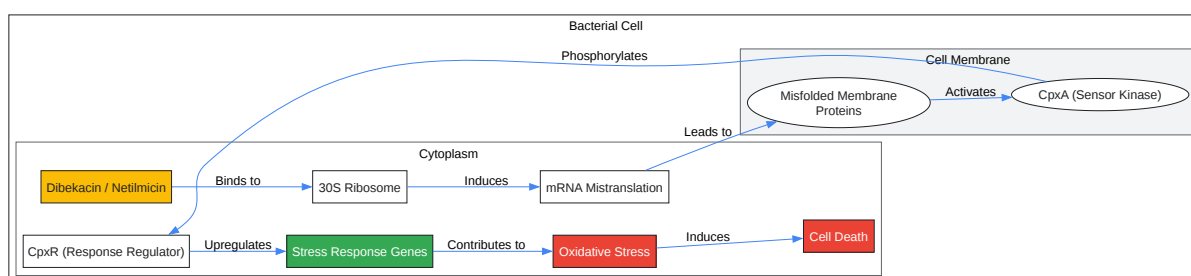 Bacterial Cell
Phosphorylates
Cell Membrane
Misfolded Membrane
Proteins
Activates
CpxA (Sensor Kinase)
Leads to
Cytoplasm
Dibekacin / Netilmicin
Binds to
30S Ribosome
Induces
mRNA Mistranslation
CpxR (Response Regulator)
Upregulates
Stress Response Genes
Contributes to
Oxidative Stress
Induces
Cell Death